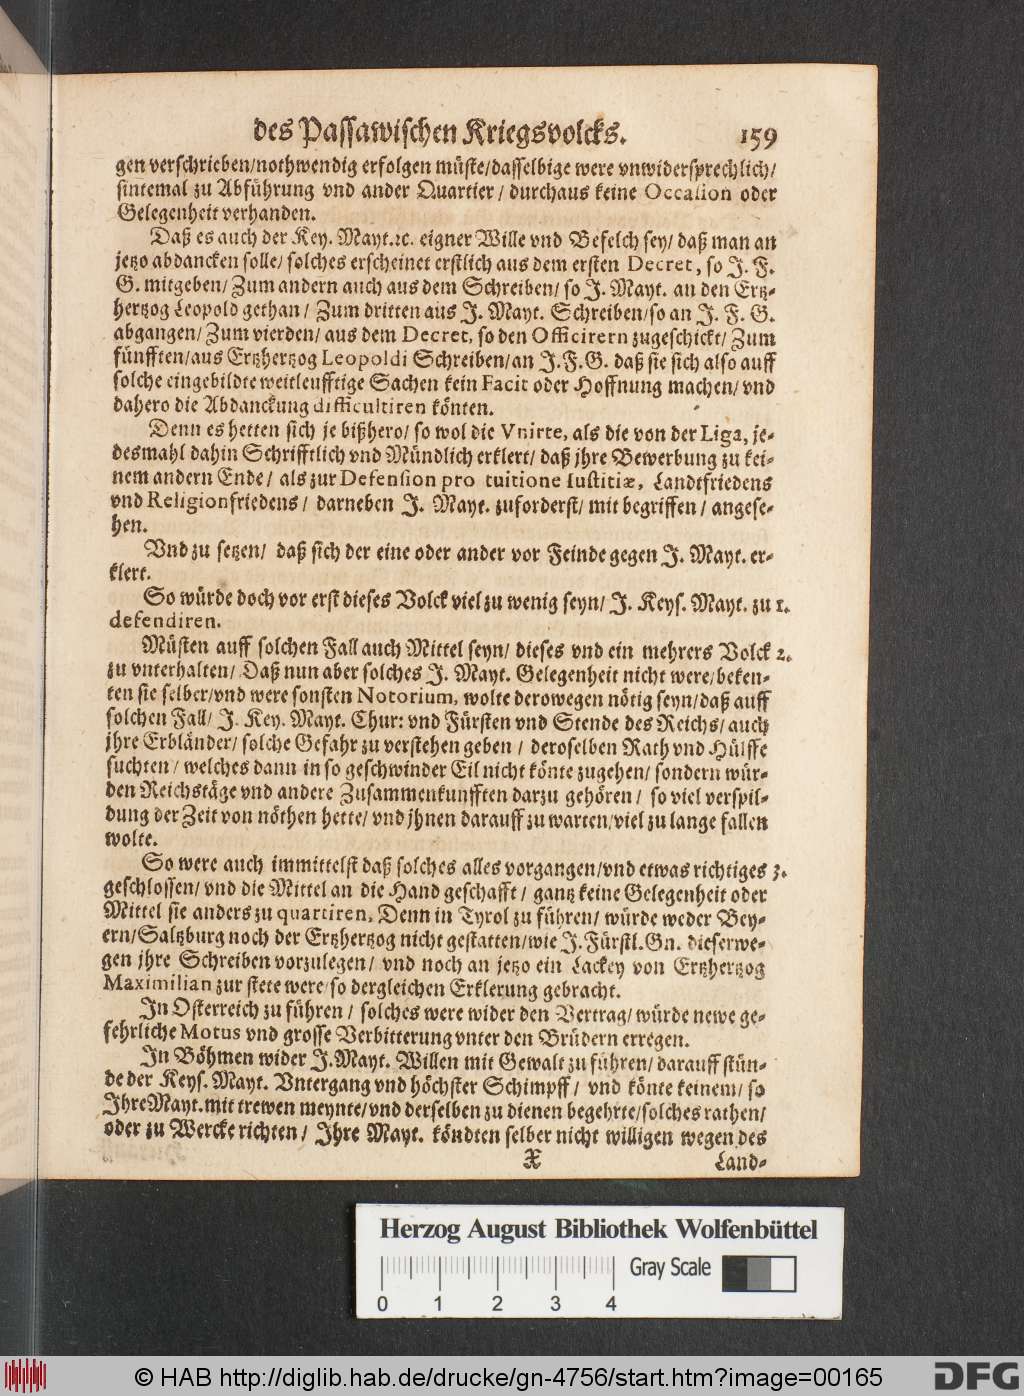 des Passawischen Kriegsvolcks. 159
gen verschrieben/nothwendig erfolgen müste/dasselbige were vnwidersprechlich/
sintemal zu Abführung vnd ander Quartier/ durchaus keine Occasion oder
Gelegenheit verhanden.
Daß es auch der Key. Mayt.ꝛc. eigner Wille vnd Befelch sey/ daß man an
jetzo abdancken solle/ solches erscheinet erstlich aus dem ersten Decret, so J. F.
G. mitgeben/ Zum andern auch aus dem Schreiben/ so J. Mayt. an den Ertz-
hertzog Leopold gethan/ Zum dritten aus J. Mayt. Schreiben/so an J. F. G.
abgangen/ Zum vierden/ aus dem Decret, so den Officirern zugeschickt/ Zum
fünfften/aus Ertzhertzog Leopoldi Schreiben/an J.F.G. daß sie sich also auff
solche eingebildte weitleufftige Sachen kein Facit oder Hoffnung machen/ vnd
dahero die Abdanckung difficultiren könten.
Denn es hetten sich je bißhero/ so wol die Vnirte, als die von der Liga, je-
desmahl dahin Schrifftlich vnd Mündlich erklert/ daß jhre Bewerbung zu kei-
nem andern Ende/ als zur Defension pro tuitione Iustitiæ, Landtfriedens
vnd Religionfriedens/ darneben J. Mayt. zuforderst/ mit begriffen/ angese-
hen.
Vnd zu setzen/ daß sich der eine oder ander vor Feinde gegen J. Mayt. er-
klert.
So würde doch vor erst dieses Volck viel zu wenig seyn/ J. Keys. Mayt. zu 1.
defendiren.
Müsten auff solchen Fall auch Mittel seyn/ dieses vnd ein mehrers Volck 2.
zu vnterhalten/ Daß nun aber solches J. Mayt. Gelegenheit nicht were/ beken-
ten sie selber/vnd were sonsten Notorium, wolte derowegen nötig seyn/daß auff
solchen Fall/ J. Key. Mayt. Chur: vnd Fürsten vnd Stende des Reichs/ auch
jhre Erbländer/ solche Gefahr zu verstehen geben/ deroselben Rath vnd Hülffe
suchten/ welches dann in so geschwinder Eil nicht könte zugehen/ sondern wür-
den Reichstäge vnd andere Zusammenkunfften darzu gehören/ so viel verspil-
dung der Zeit von nöthen hette/ vnd jhnen darauff zu warten/viel zu lange fallen
wolte.
So were auch immittelst daß solches alles vorgangen/vnd etwas richtiges 3.
geschlossen/ vnd die Mittel an die Hand geschafft/ gantz keine Gelegenheit oder
Mittel sie anders zu quartiren, Denn in Tyrol zu führen/ würde weder Bey-
ern/Saltzburg noch der Ertzhertzog nicht gestatten/wie J.Fürstl.Gn. dieserwe-
gen jhre Schreiben vorzulegen/ vnd noch an jetzo ein Lackey von Ertzhertzog
Maximilian zur stete were/so dergleichen Erklerung gebracht.
In Osterreich zu führen/ solches were wider den Vertrag/ würde newe ge-
fehrliche Motus vnd grosse Verbitterung vnter den Brüdern erregen.
In Böhmen wider J.Mayt. Willen mit Gewalt zu führen/ darauff stün-
de der Keys. Mayt. Vntergang vnd höchster Schimpff/ vnd könte keinem/ so
Ihre Mayt. mit trewen meynte/vnd derselben zu dienen begehrte/solches rathen/
oder zu Wercke richten/ Ihre Mayt. köndten selber nicht willigen wegen des
X Land-
Herzog August Bibliothek Wolfenbüttel
Gray Scale
0 1 2 3 4
© HAB http://diglib.hab.de/drucke/gn-4756/start.htm?image=00165
DFG